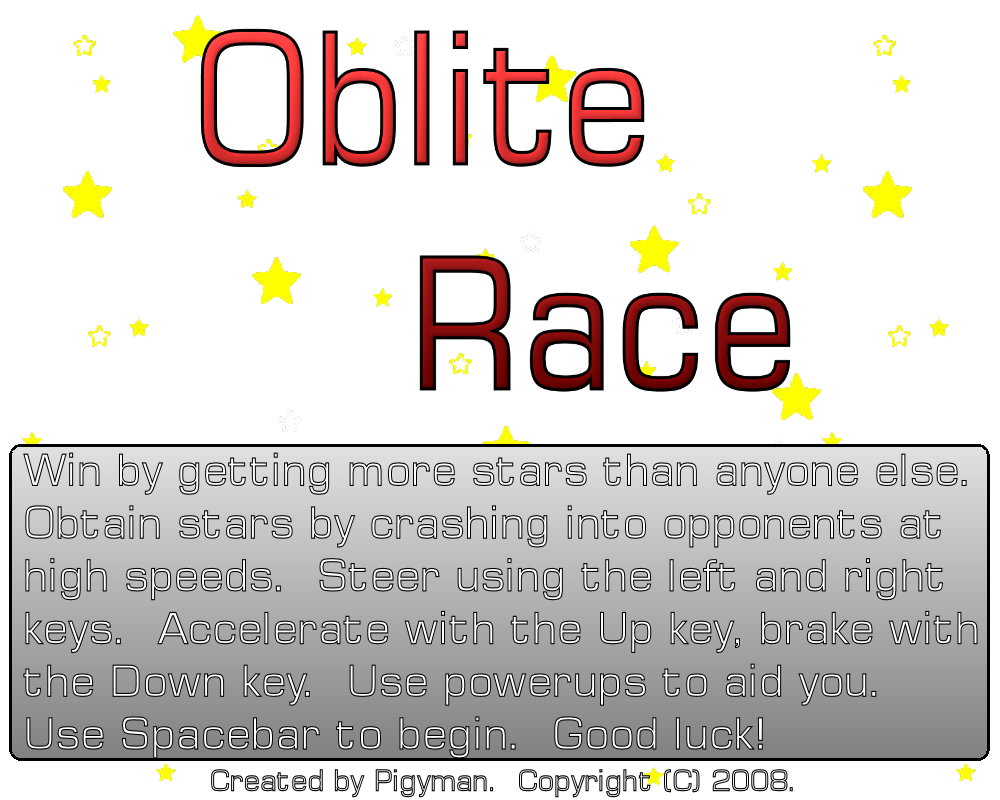 Oblite
Race
Win by getting more stars than anyone else.
Obtain stars by crashing into opponents at
high speeds.  Steer using the left and right
keys.  Accelerate with the Up key, brake with
the Down key.  Use powerups to aid you.
Use Spacebar to begin.  Good luck!
Created by Pigyman.  Copyright (C) 2008.